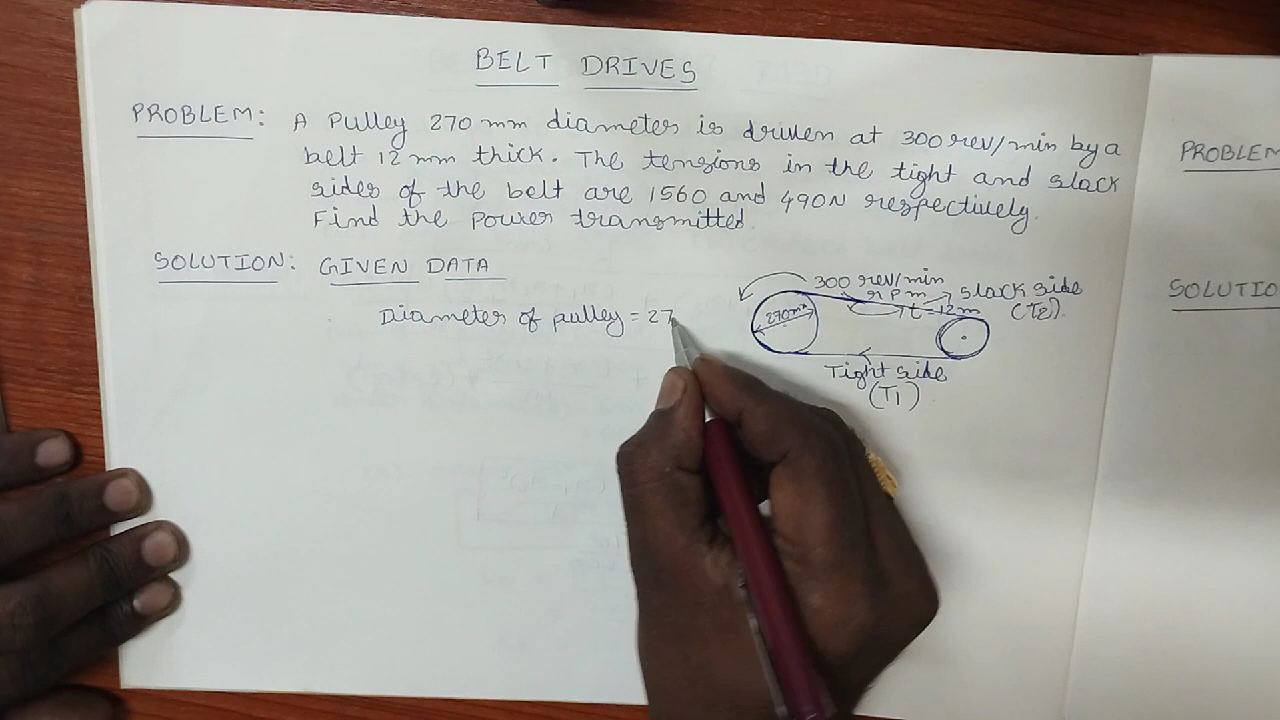 BELT DRIVES
PROBLEM: A Pulley 270 mm diameter is driven at 300 rev/min by a
belt 12 mm thick. The tensions in the tight and slack
sides of the belt are 1560 and 490N respectively.
Find the power transmitted.
SOLUTION: GIVEN DATA
Diameter of pulley = 27
300 rev/min
r p m
slack side
(T2).
270mm
t=12m
Tight side
(T1)
PROBLEM
SOLUTIO